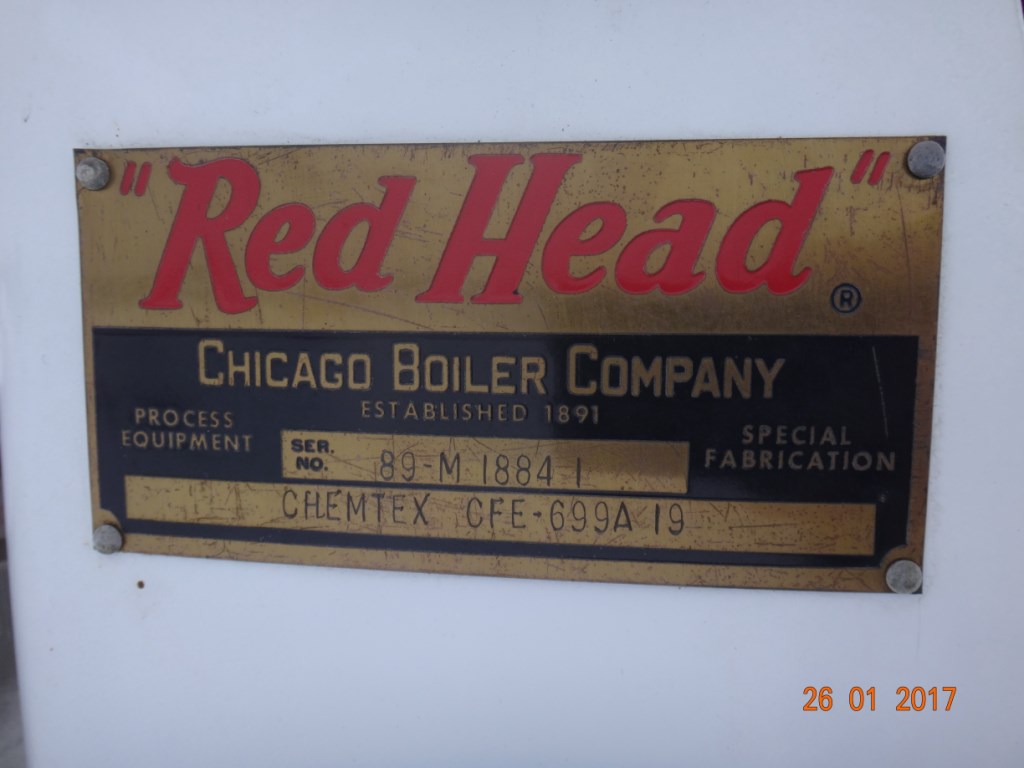 "Red Head" ®
CHICAGO BOILER COMPANY
ESTABLISHED 1891
PROCESS
EQUIPMENT
SER.
NO. 89-M 1884 1
SPECIAL
FABRICATION
CHEMTEX CFE-699A 19
26 01 2017